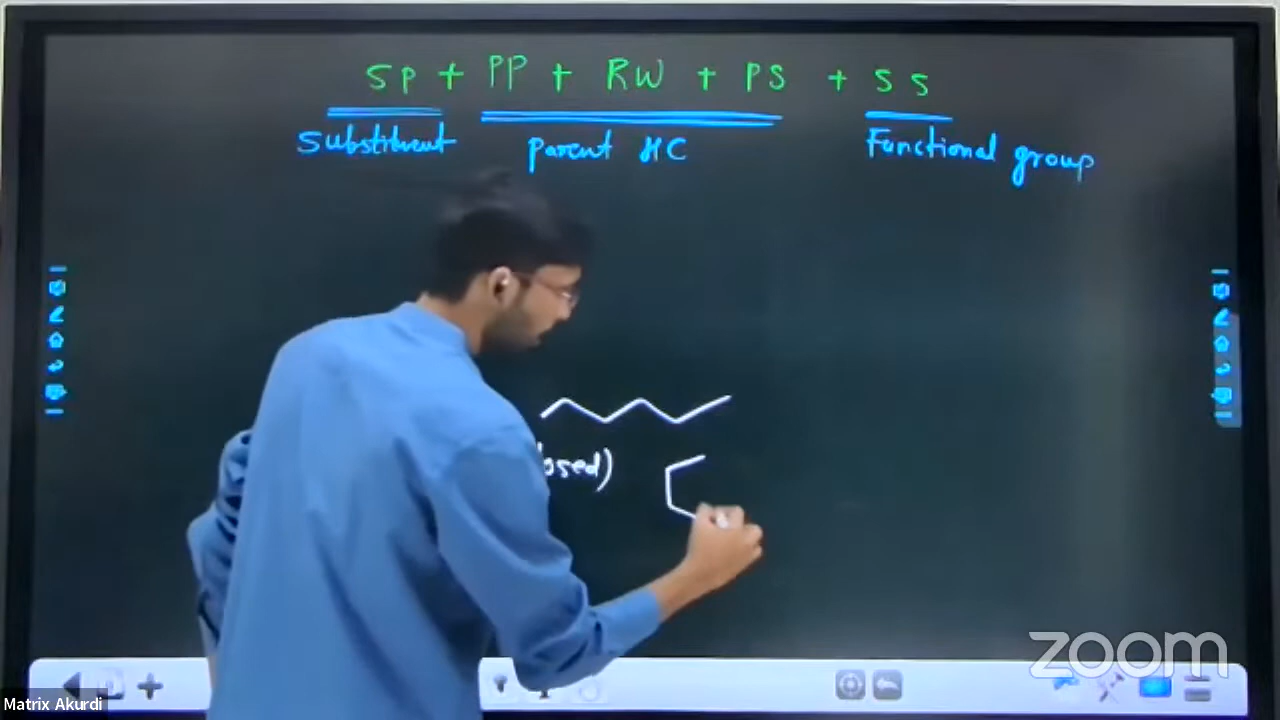 SP + PP + RW + PS + SS
Substituent parent HC Functional group
osed)
zoom
Matrix Akurdi